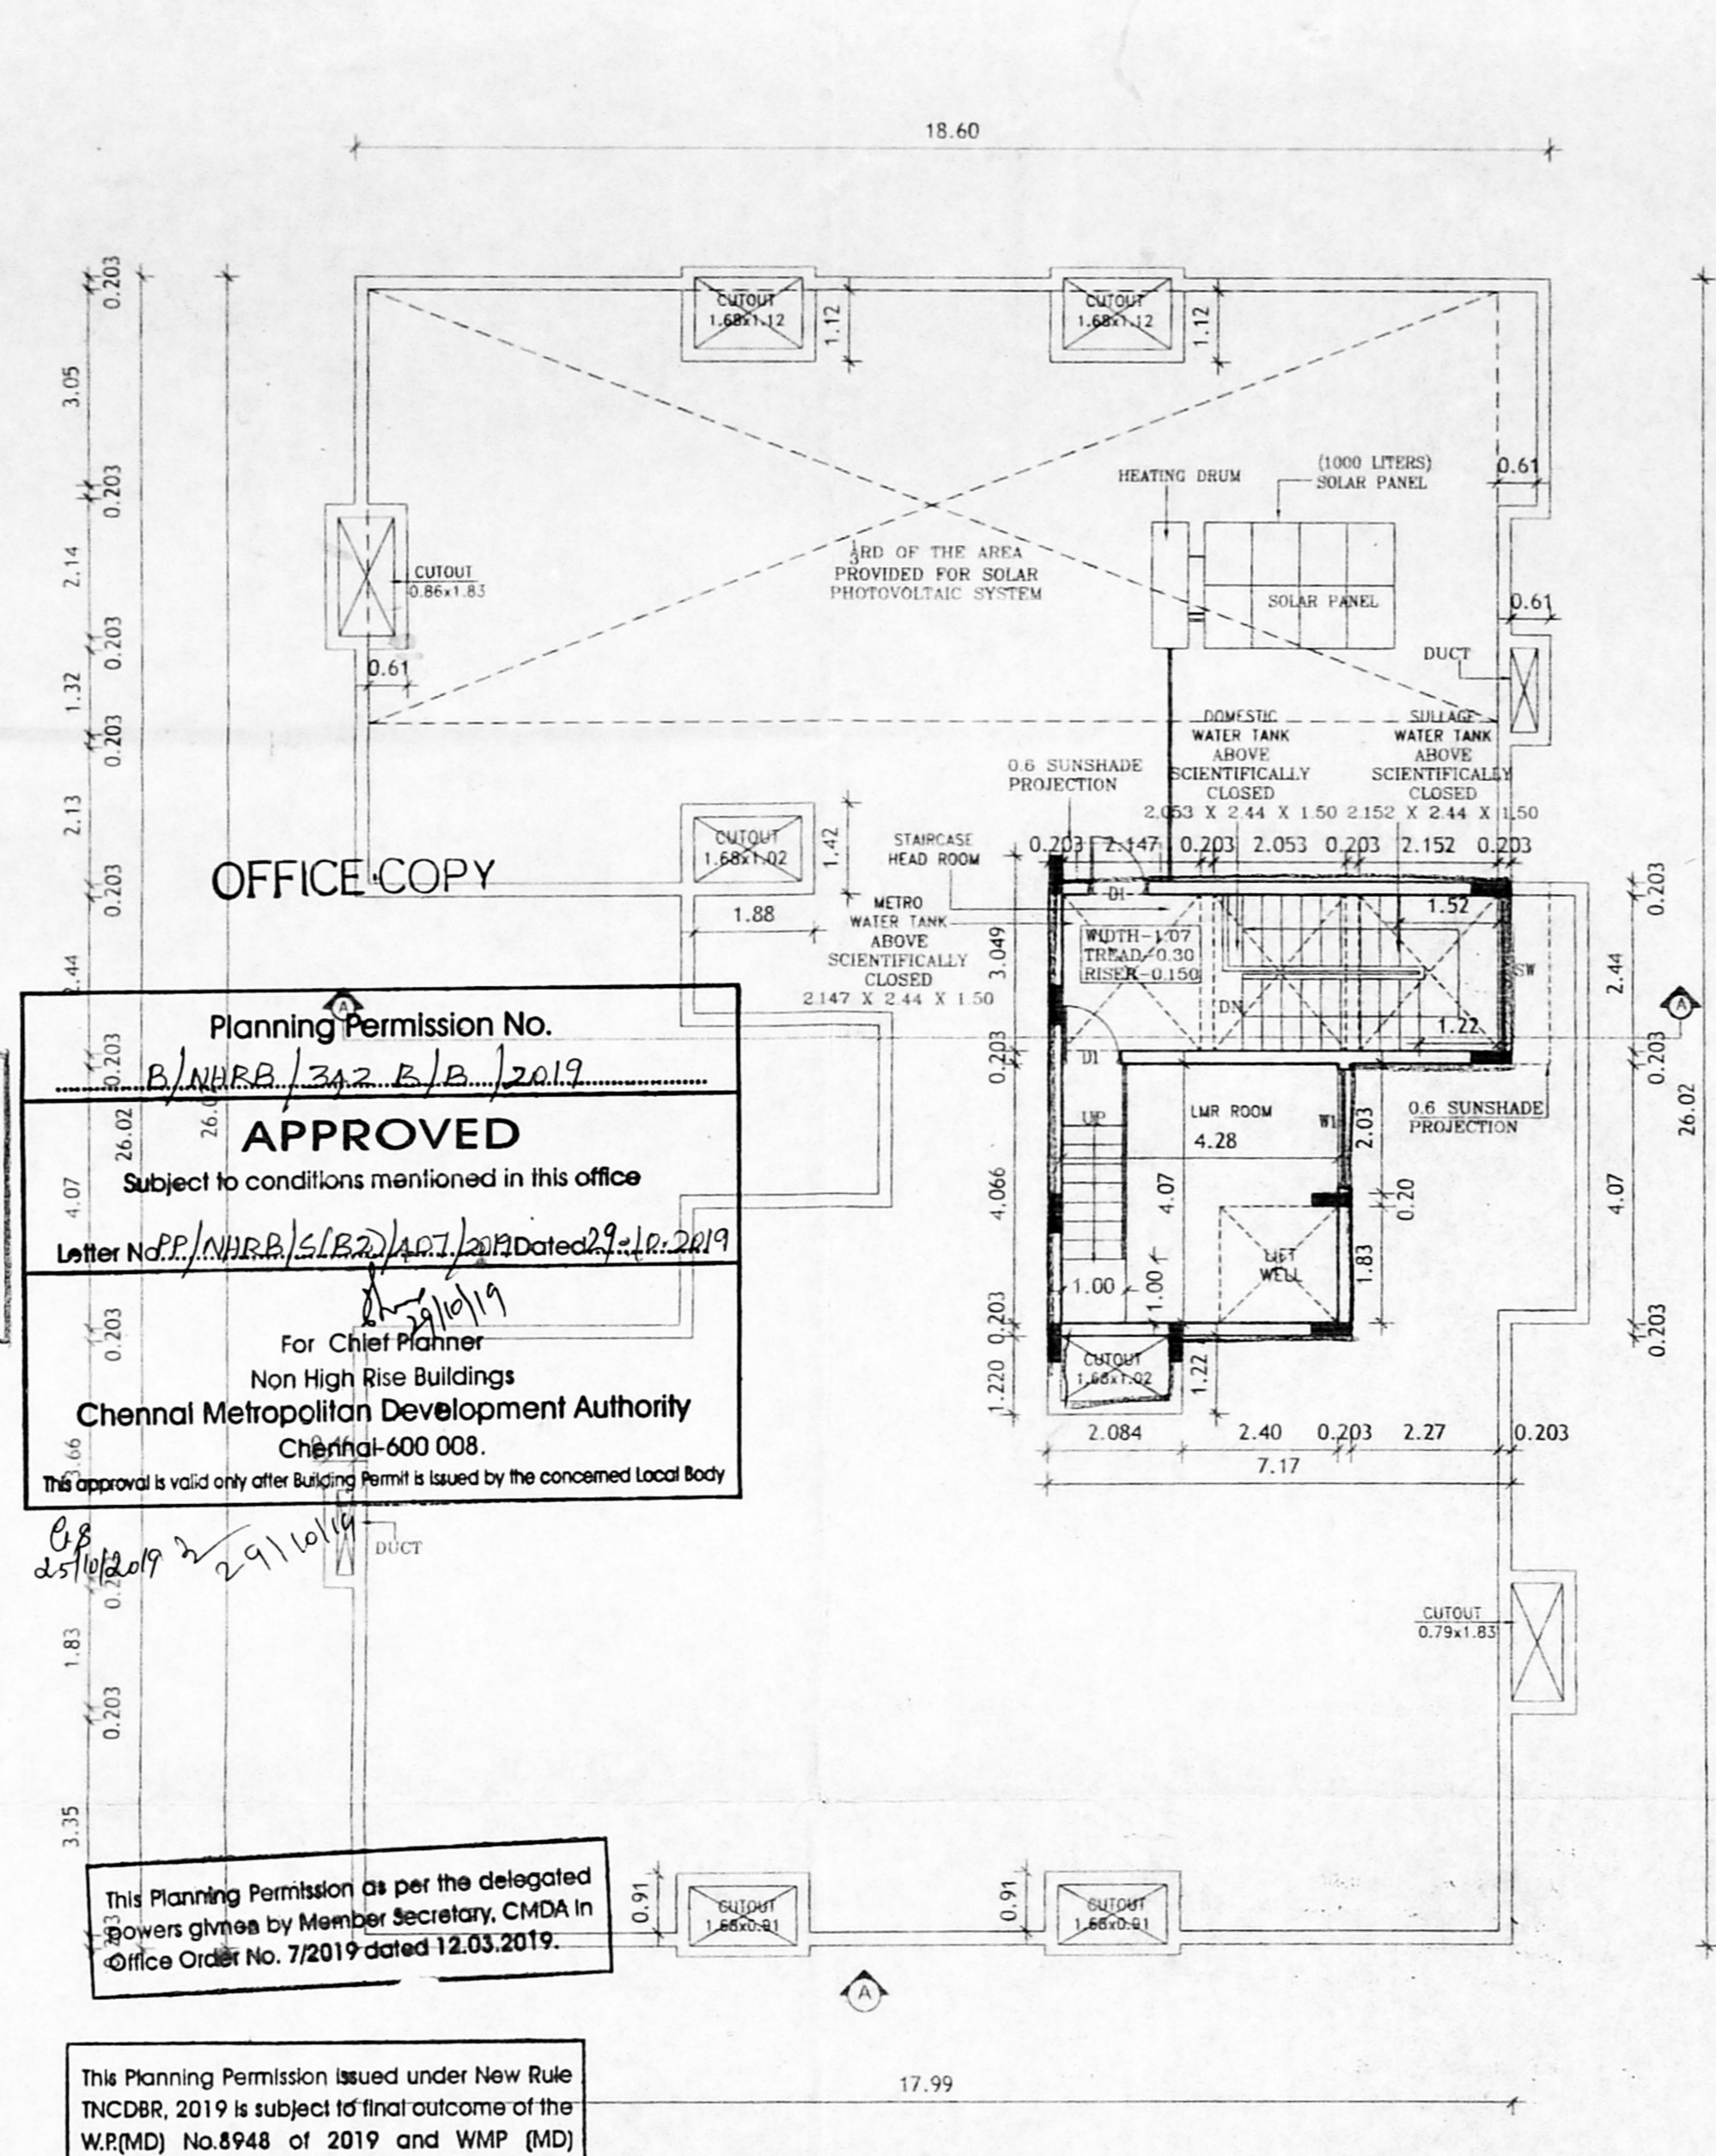 18.60
0.203
CUTOUT
1.68x1.12
1.12
CUTOUT
1.68x1.12
1.12
3.05
0.203
HEATING DRUM
(1000 LITERS)
SOLAR PANEL
0.61
2.14
CUTOUT
0.86x1.83
⅓RD OF THE AREA
PROVIDED FOR SOLAR
PHOTOVOLTAIC SYSTEM
SOLAR PANEL
0.61
0.203
0.61
DUCT
1.32
0.203
DOMESTIC
WATER TANK
ABOVE
SCIENTIFICALLY
CLOSED
2.053 X 2.44 X 1.50
SULLAGE
WATER TANK
ABOVE
SCIENTIFICALLY
CLOSED
2.152 X 2.44 X 1.50
0.6 SUNSHADE
PROJECTION
2.13
CUTOUT
1.68x1.02
1.42
STAIRCASE
HEAD ROOM
0.203 2.147 0.203 2.053 0.203 2.152 0.203
OFFICE COPY
0.203
1.88
METRO
WATER TANK
ABOVE
SCIENTIFICALLY
CLOSED
2.147 X 2.44 X 1.50
3.049
D1
WIDTH-1.07
TREAD-0.30
RISER-0.150
1.52
DN
1.22
SW
0.203
2.44
A
2.44
A
Planning Permission No.
B/NHRB/342 B/B/2019
0.203
0.203
D1
0.203
APPROVED
Subject to conditions mentioned in this office
Letter No PP/NHRB/S(B2)/407/2019 Dated 29-10-2019
26.02
4.07
UP
LMR ROOM
4.28
W1
2.03
0.6 SUNSHADE
PROJECTION
26.02
4.066
4.07
0.20
4.07
LIFT
WELL
1.83
1.00
1.00
29/10/19
For Chief Planner
Non High Rise Buildings
Chennai Metropolitan Development Authority
Chennai-600 008.
This approval is valid only after Building Permit is issued by the concerned Local Body
0.203
3.66
0.203
1.220
CUTOUT
1.68x1.02
1.22
0.203
2.084 2.40 0.203 2.27 0.203
7.17
25/10/2019
29/10/19
DUCT
1.83
0.203
CUTOUT
0.79x1.83
3.35
This Planning Permission as per the delegated
powers givnen by Member Secretary, CMDA in
Office Order No. 7/2019 dated 12.03.2019.
0.91
CUTOUT
1.68x0.91
0.91
CUTOUT
1.68x0.91
A
17.99
This Planning Permission issued under New Rule
TNCDBR, 2019 is subject to final outcome of the
W.P.(MD) No.8948 of 2019 and WMP (MD)